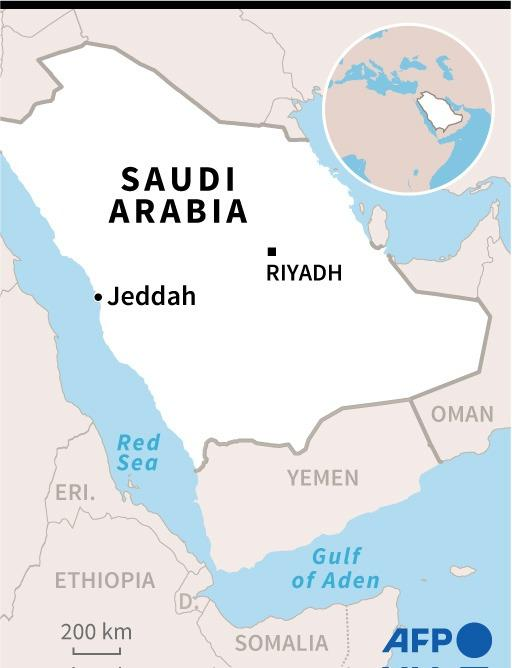 SAUDI
ARABIA
RIYADH
Jeddah
OMAN
Red
Sea
YEMEN
ERI.
Gulf
of Aden
ETHIOPIA
D.
200 km
SOMALIA
AFP